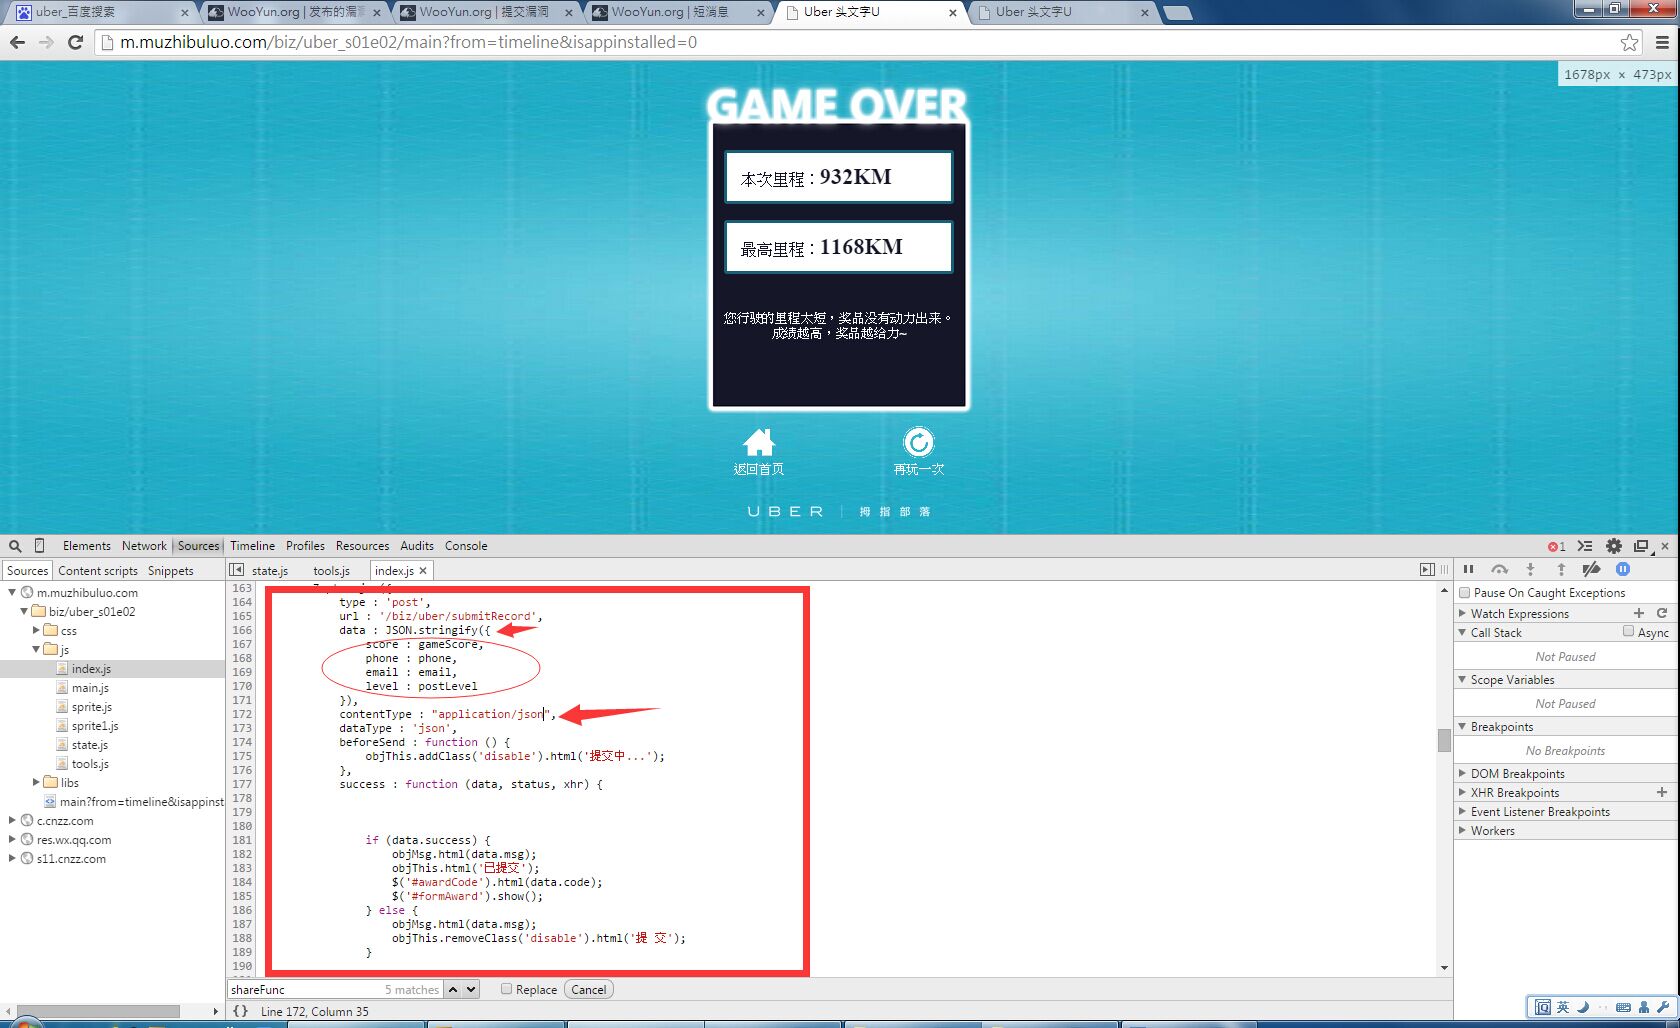 uber_百度搜索
WooYun.org | 发布的漏洞
WooYun.org | 提交漏洞
WooYun.org | 短消息
Uber 头文字U
Uber 头文字U
m.muzhibuluo.com/biz/uber_s01e02/main?from=timeline&isappinstalled=0
1678px × 473px
GAME OVER
本次里程：932KM
最高里程：1168KM
您行驶的里程太短，奖品没有动力出来。
成绩越高，奖品越给力~
返回首页
再玩一次
UBER | 拇指部落
Elements Network Sources Timeline Profiles Resources Audits Console
1
Sources Content scripts Snippets
state.js tools.js index.js
m.muzhibuluo.com
biz/uber_s01e02
css
js
index.js
main.js
sprite.js
sprite1.js
state.js
tools.js
libs
main?from=timeline&isappinst
c.cnzz.com
res.wx.qq.com
s11.cnzz.com
163
164 type : 'post',
165 url : '/biz/uber/submitRecord',
166 data : JSON.stringify({
167 score : gameScore,
168 phone : phone,
169 email : email,
170 level : postLevel
171 }),
172 contentType : "application/json",
173 dataType : 'json',
174 beforeSend : function () {
175 objThis.addClass('disable').html('提交中...');
176 },
177 success : function (data, status, xhr) {
178
179
180
181 if (data.success) {
182 objMsg.html(data.msg);
183 objThis.html('已提交');
184 $('#awardCode').html(data.code);
185 $('#formAward').show();
186 } else {
187 objMsg.html(data.msg);
188 objThis.removeClass('disable').html('提 交');
189 }
190
shareFunc 5 matches Replace Cancel
{} Line 172, Column 35
Pause On Caught Exceptions
Watch Expressions
Call Stack Async
Not Paused
Scope Variables
Not Paused
Breakpoints
No Breakpoints
DOM Breakpoints
XHR Breakpoints
Event Listener Breakpoints
Workers
英